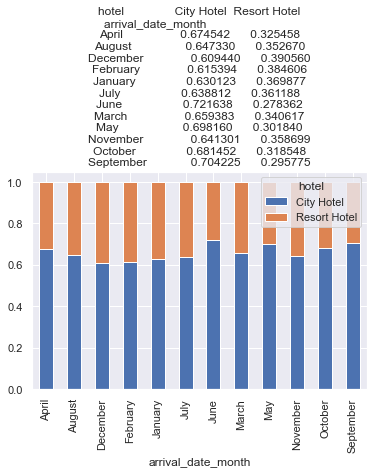 hotel City Hotel Resort Hotel
arrival_date_month
April 0.674542 0.325458
August 0.647330 0.352670
December 0.609440 0.390560
February 0.615394 0.384606
January 0.630123 0.369877
July 0.638812 0.361188
June 0.721638 0.278362
March 0.659383 0.340617
May 0.698160 0.301840
November 0.641301 0.358699
October 0.681452 0.318548
September 0.704225 0.295775
hotel
City Hotel
Resort Hotel
1.0
0.8
0.6
0.4
0.2
0.0
April
August
December
February
January
July
June
March
May
November
October
September
arrival_date_month